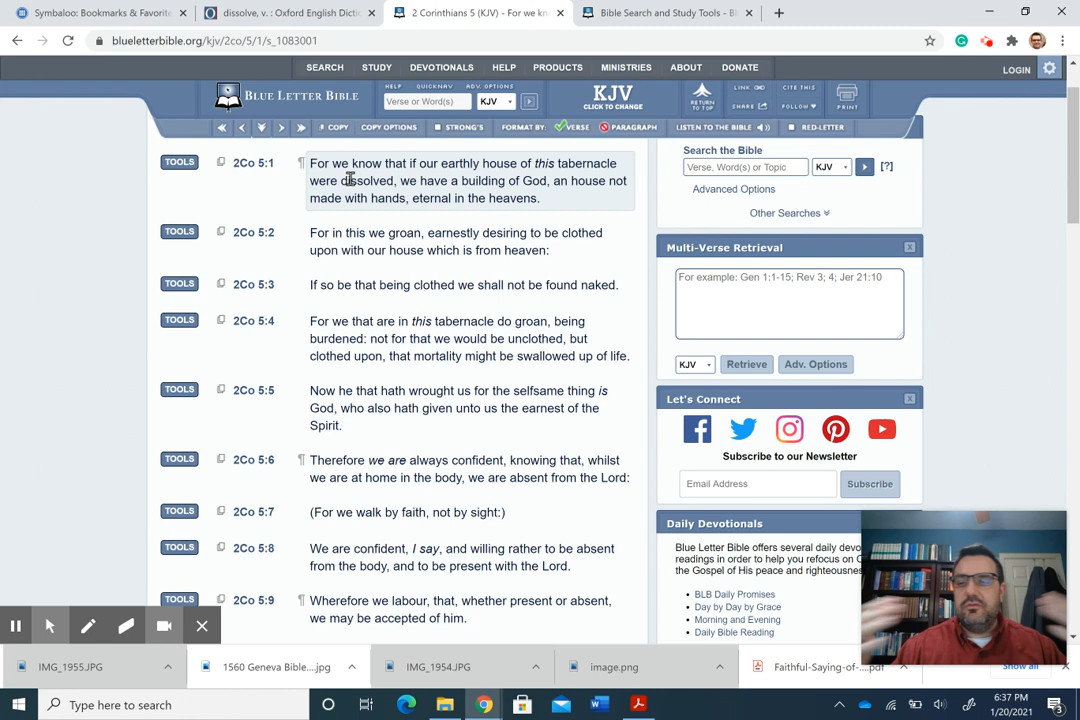 Symbaloo: Bookmarks & Favorite
dissolve, v. : Oxford English Dicti
2 Corinthians 5 (KJV) - For we kn
Bible Search and Study Tools - Bl
blueletterbible.org/kjv/2co/5/1/s_1083001
SEARCH STUDY DEVOTIONALS HELP PRODUCTS MINISTRIES ABOUT DONATE
LOGIN
BLUE LETTER BIBLE
HELP QUICKNAV ADV. OPTIONS
Verse or Word(s) KJV
KJV
CLICK TO CHANGE
RETURN
TO TOP
LINK
SHARE
CITE THIS
FOLLOW
PRINT
COPY COPY OPTIONS STRONG'S FORMAT BY: VERSE PARAGRAPH LISTEN TO THE BIBLE RED-LETTER
TOOLS 2Co 5:1 ¶ For we know that if our earthly house of this tabernacle
were dissolved, we have a building of God, an house not
made with hands, eternal in the heavens.
TOOLS 2Co 5:2 For in this we groan, earnestly desiring to be clothed
upon with our house which is from heaven:
TOOLS 2Co 5:3 If so be that being clothed we shall not be found naked.
TOOLS 2Co 5:4 For we that are in this tabernacle do groan, being
burdened: not for that we would be unclothed, but
clothed upon, that mortality might be swallowed up of life.
TOOLS 2Co 5:5 Now he that hath wrought us for the selfsame thing is
God, who also hath given unto us the earnest of the
Spirit.
TOOLS 2Co 5:6 ¶ Therefore we are always confident, knowing that, whilst
we are at home in the body, we are absent from the Lord:
TOOLS 2Co 5:7 (For we walk by faith, not by sight:)
TOOLS 2Co 5:8 We are confident, I say, and willing rather to be absent
from the body, and to be present with the Lord.
TOOLS 2Co 5:9 ¶ Wherefore we labour, that, whether present or absent,
we may be accepted of him.
Search the Bible
Verse, Word(s) or Topic KJV [?]
Advanced Options
Other Searches
Multi-Verse Retrieval X
For example: Gen 1:1-15; Rev 3; 4; Jer 21:10
KJV Retrieve Adv. Options
Let's Connect X
Subscribe to our Newsletter
Email Address Subscribe
Daily Devotionals
Blue Letter Bible offers several daily devo
readings in order to help you refocus on C
the Gospel of His peace and righteousnes
BLB Daily Promises
Day by Day by Grace
Morning and Evening
Daily Bible Reading
IMG_1955.JPG
1560 Geneva Bible....jpg
IMG_1954.JPG
image.png
Faithful-Saying-of-....pdf
Show all
Type here to search
6:37 PM
1/20/2021
3